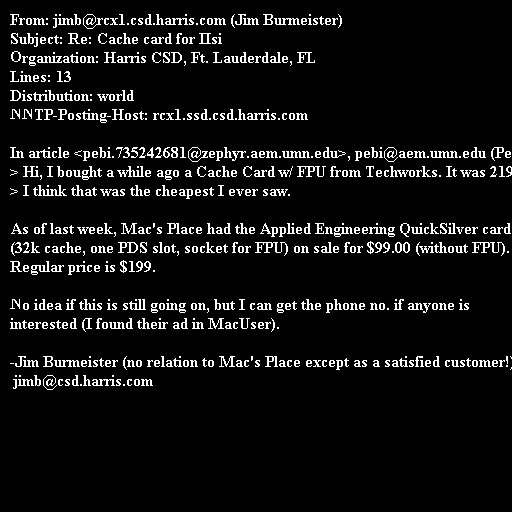 From: jimb@rcx1.csd.harris.com (Jim Burmeister)
Subject: Re: Cache card for IIsi
Organization: Harris CSD, Ft. Lauderdale, FL
Lines: 13
Distribution: world
NNTP-Posting-Host: rcx1.ssd.csd.harris.com
In article <pebi.735242681@zephyr.aem.umn.edu>, pebi@aem.umn.edu (Pe
> Hi, I bought a while ago a Cache Card w/ FPU from Techworks. It was 219
> I think that was the cheapest I ever saw.
As of last week, Mac's Place had the Applied Engineering QuickSilver card
(32k cache, one PDS slot, socket for FPU) on sale for $99.00 (without FPU).
Regular price is $199.
No idea if this is still going on, but I can get the phone no. if anyone is
interested (I found their ad in MacUser).
-Jim Burmeister (no relation to Mac's Place except as a satisfied customer!)
jimb@csd.harris.com